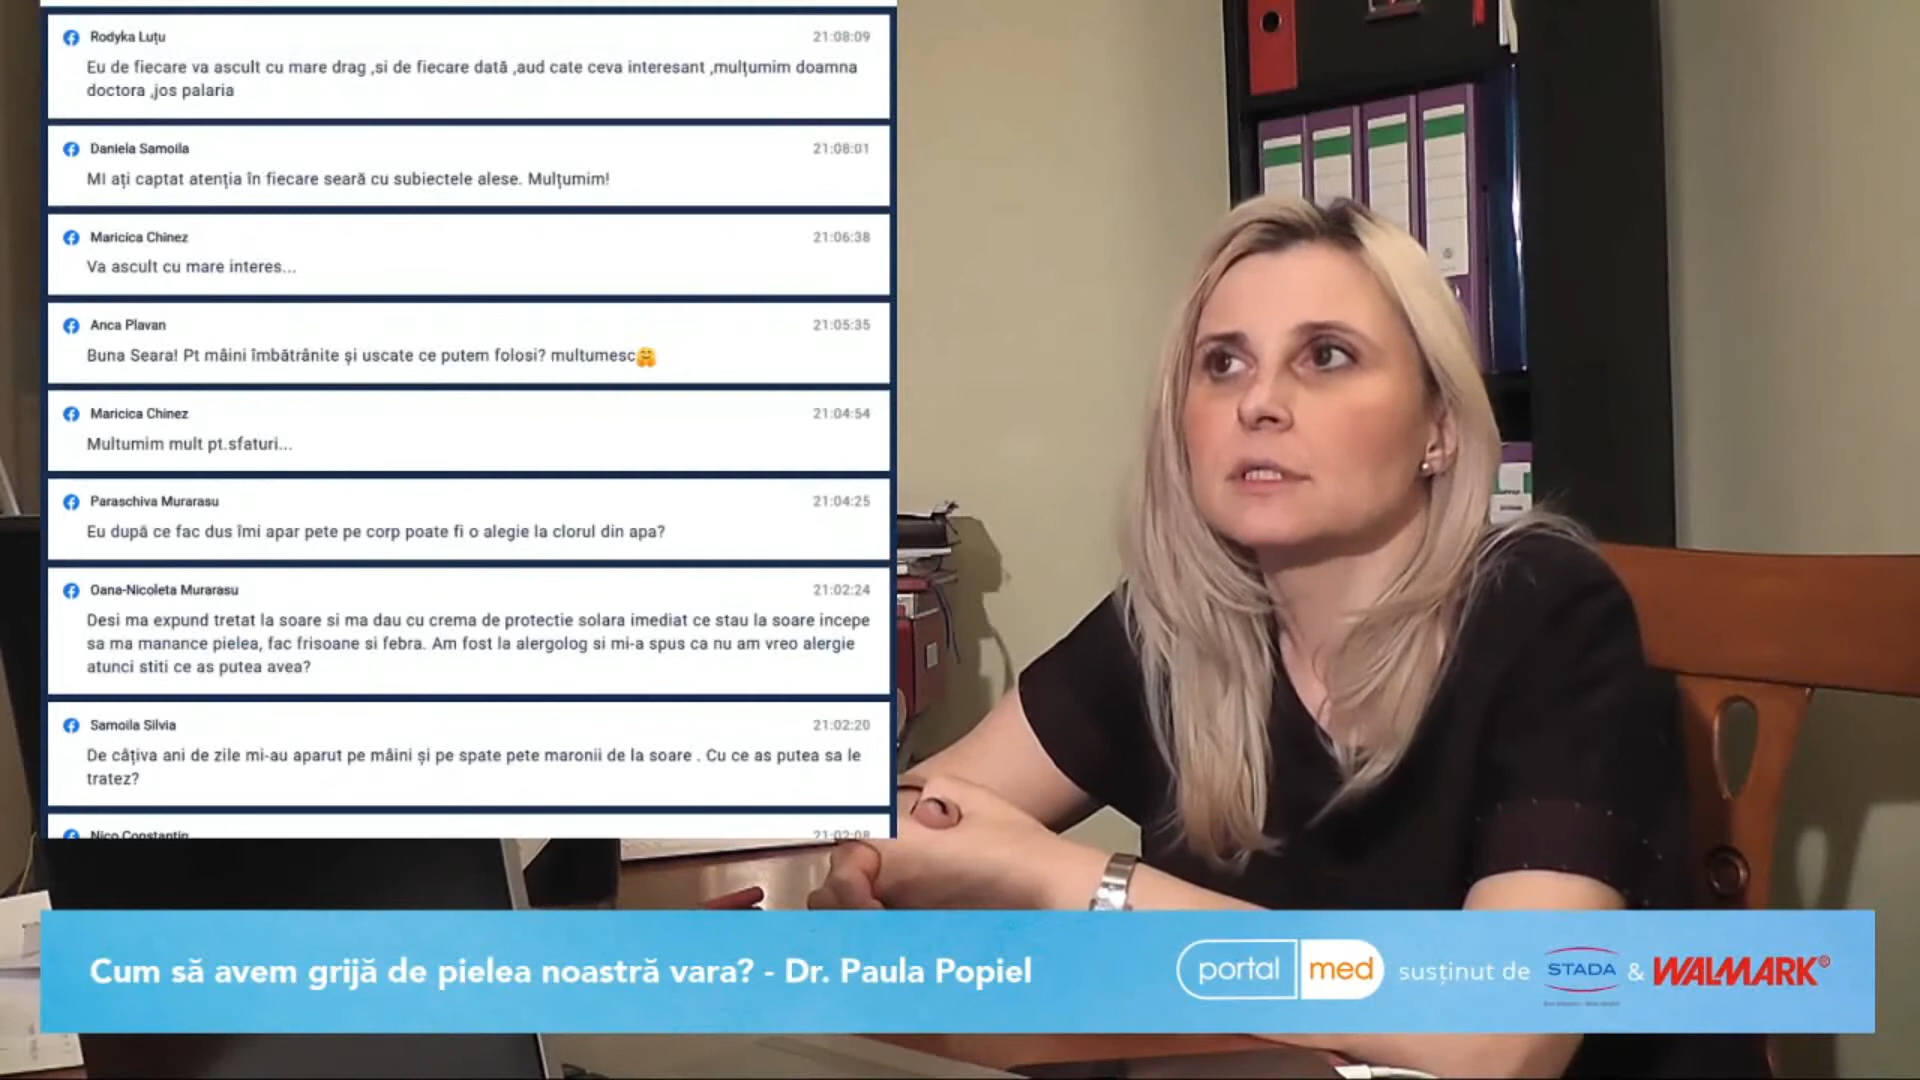 Rodyka Luțu 21:08:09
Eu de fiecare va ascult cu mare drag ,si de fiecare dată ,aud cate ceva interesant ,mulțumim doamna
doctora ,jos palaria
Daniela Samoila 21:08:01
MI ați captat atenția în fiecare seară cu subiectele alese. Mulțumim!
Maricica Chinez 21:06:38
Va ascult cu mare interes...
Anca Plavan 21:05:35
Buna Seara! Pt mâini îmbătrânite și uscate ce putem folosi? multumesc🤗
Maricica Chinez 21:04:54
Multumim mult pt.sfaturi...
Paraschiva Murarasu 21:04:25
Eu după ce fac dus îmi apar pete pe corp poate fi o alegie la clorul din apa?
Oana-Nicoleta Murarasu 21:02:24
Desi ma expund tretat la soare si ma dau cu crema de protectie solara imediat ce stau la soare incepe
sa ma manance pielea, fac frisoane si febra. Am fost la alergolog si mi-a spus ca nu am vreo alergie
atunci stiti ce as putea avea?
Samoila Silvia 21:02:20
De câțiva ani de zile mi-au aparut pe mâini și pe spate pete maronii de la soare . Cu ce as putea sa le
tratez?
Nico Constantin 21:02:08
Cum să avem grijă de pielea noastră vara? - Dr. Paula Popiel
portal med susținut de STADA & WALMARK®